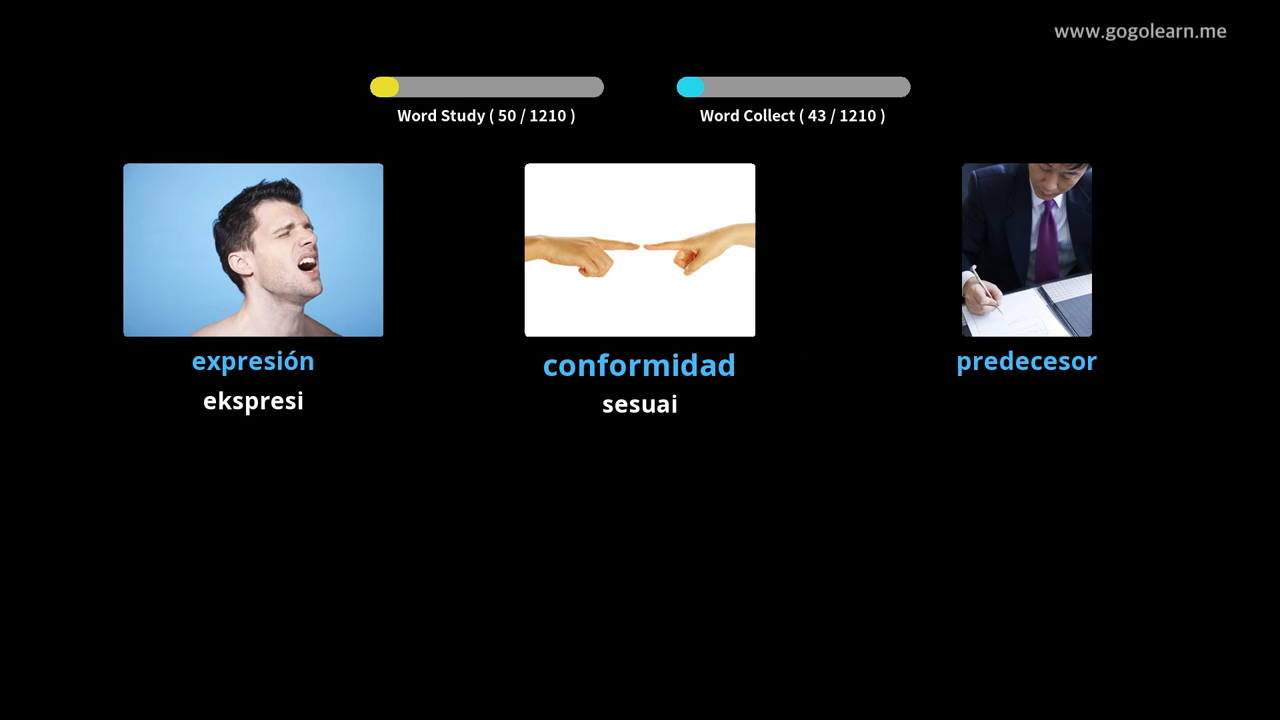 www.gogolearn.me
Word Study ( 50 / 1210 )
Word Collect ( 43 / 1210 )
expresión
conformidad
predecesor
ekspresi
sesuai